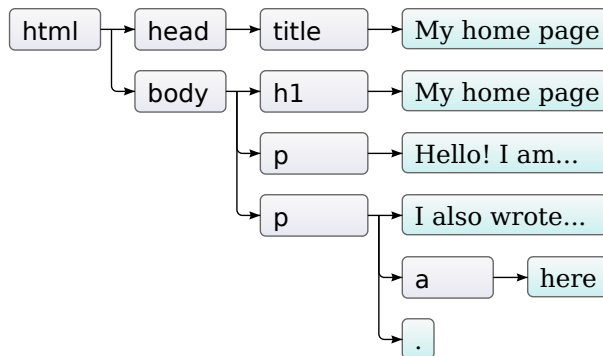 html head title My home page
body h1 My home page
p Hello! I am...
p I also wrote...
a here
.